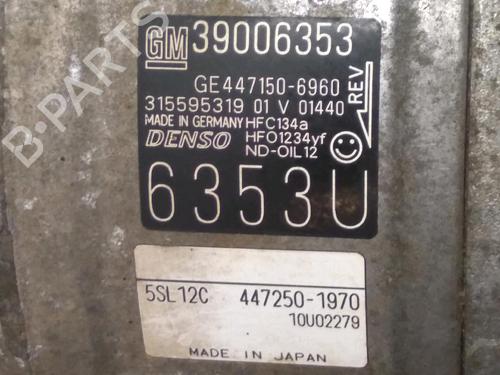 GM 39006353
GE447150-6960
315595319 01 V 01440
MADE IN GERMANY HFC134a
DENSO HFO1234yf
ND-OIL12
REV
6353U
5SL12C 447250-1970
10U02279
MADE IN JAPAN
B-PARTS